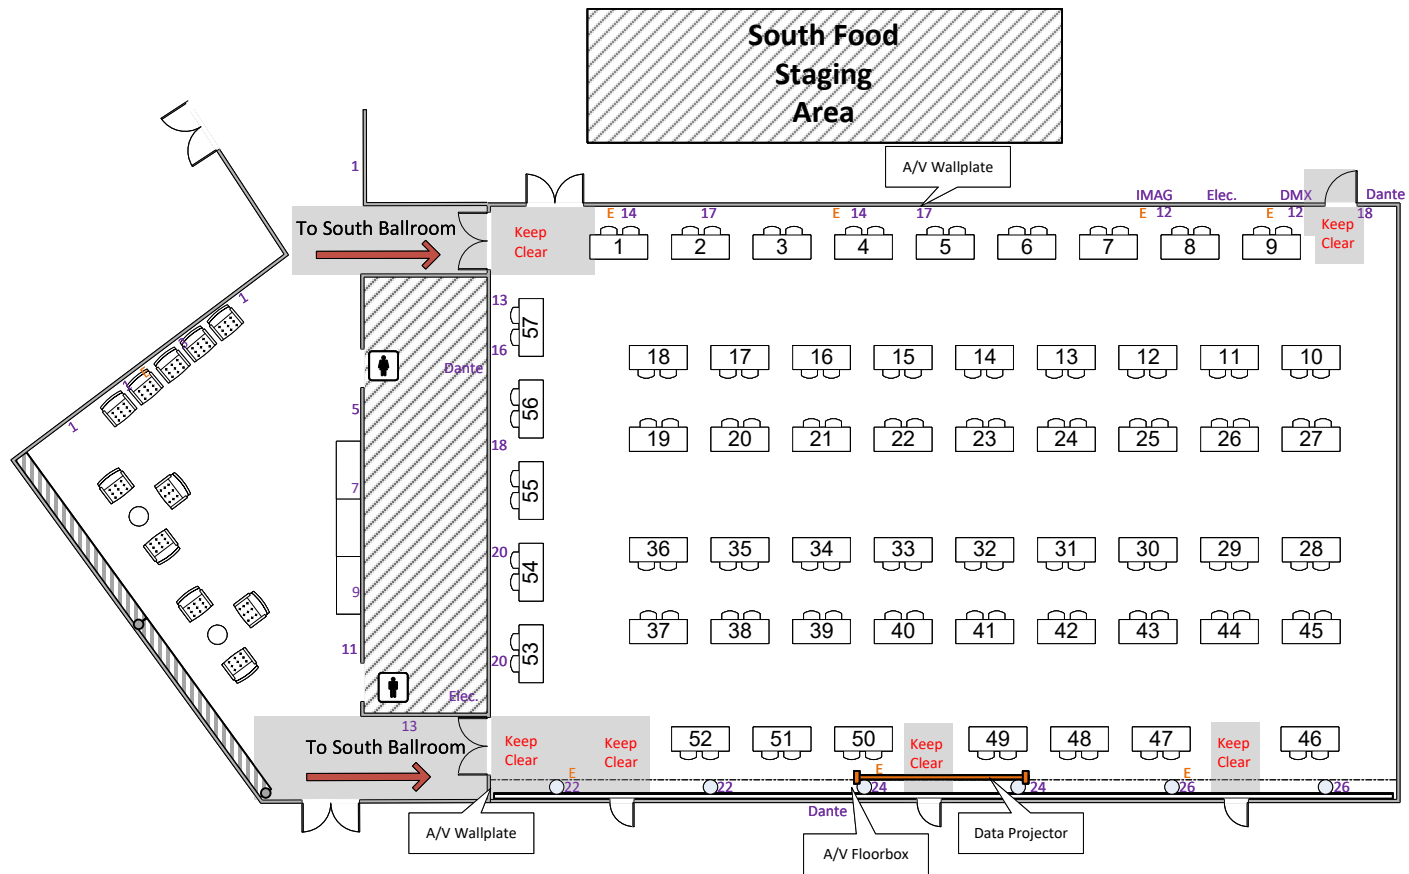 South Food
Staging
Area
A/V Wallplate
1
IMAG
Elec.
DMX
Dante
E 14
17
E 14
17
E
12
E
12
18
To South Ballroom
Keep
Clear
1 2 3 4 5 6 7 8 9
Keep
Clear
1
13
57
16
Dante
18 17 16 15 14 13 12 11 10
E
1
5
56
18
19 20 21 22 23 24 25 26 27
7
55
20
54
36 35 34 33 32 31 30 29 28
9
11
20
53
37 38 39 40 41 42 43 44 45
Elec.
13
To South Ballroom
Keep
Clear
Keep
Clear
52 51 50
Keep
Clear
49 48 47
Keep
Clear
46
E
E
E
22
22
24
24
26
26
Dante
A/V Wallplate
A/V Floorbox
Data Projector